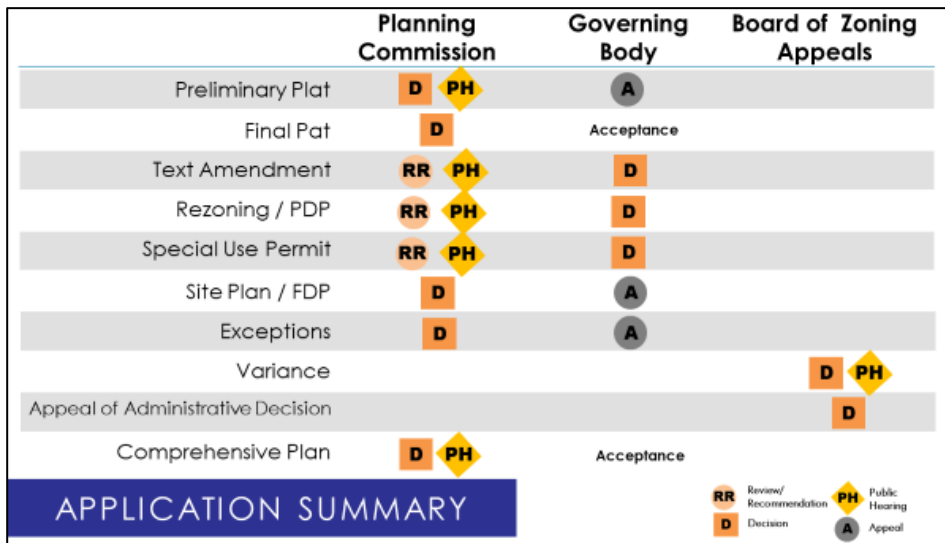 Planning Commission Governing Body Board of Zoning Appeals
Preliminary Plat D PH A
Final Pat D Acceptance
Text Amendment RR PH D
Rezoning / PDP RR PH D
Special Use Permit RR PH D
Site Plan / FDP D A
Exceptions D A
Variance D PH
Appeal of Administrative Decision D
Comprehensive Plan D PH Acceptance
APPLICATION SUMMARY
RR Review/ Recommendation PH Public Hearing
D Decision A Appeal